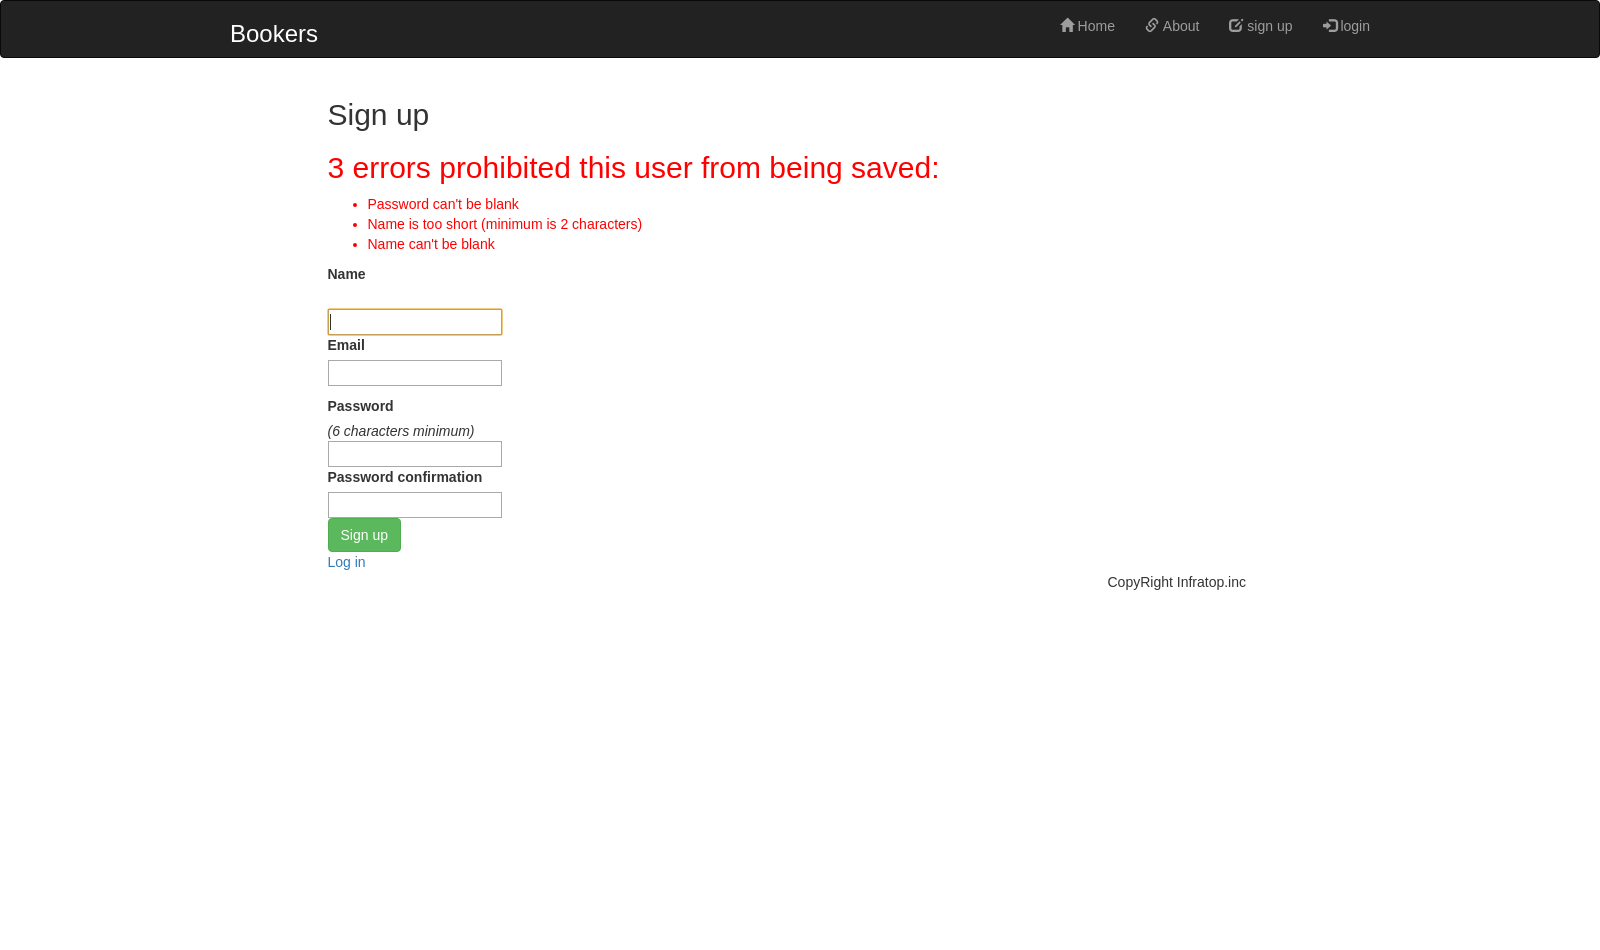 Bookers
Home
About
sign up
login
Sign up
3 errors prohibited this user from being saved:
Password can't be blank
Name is too short (minimum is 2 characters)
Name can't be blank
Name
Email
Password
(6 characters minimum)
Password confirmation
Sign up
Log in
CopyRight Infratop.inc